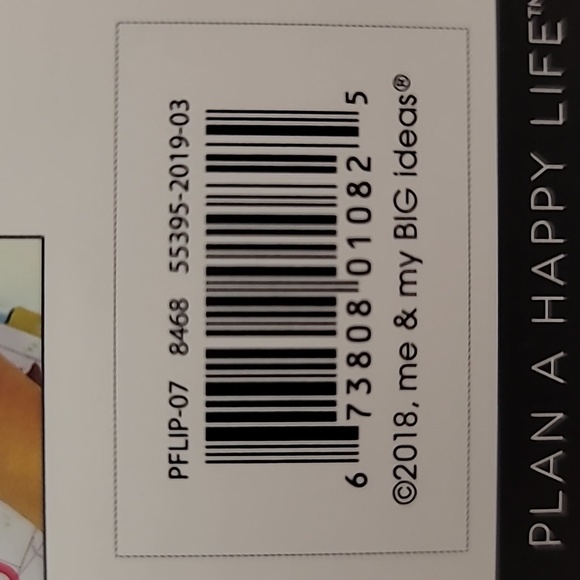 PFLIP-07 8468 55395-2019-03
6 73808 01082 5
©2018, me & my BIG ideas®
PLAN A HAPPY LIFE™